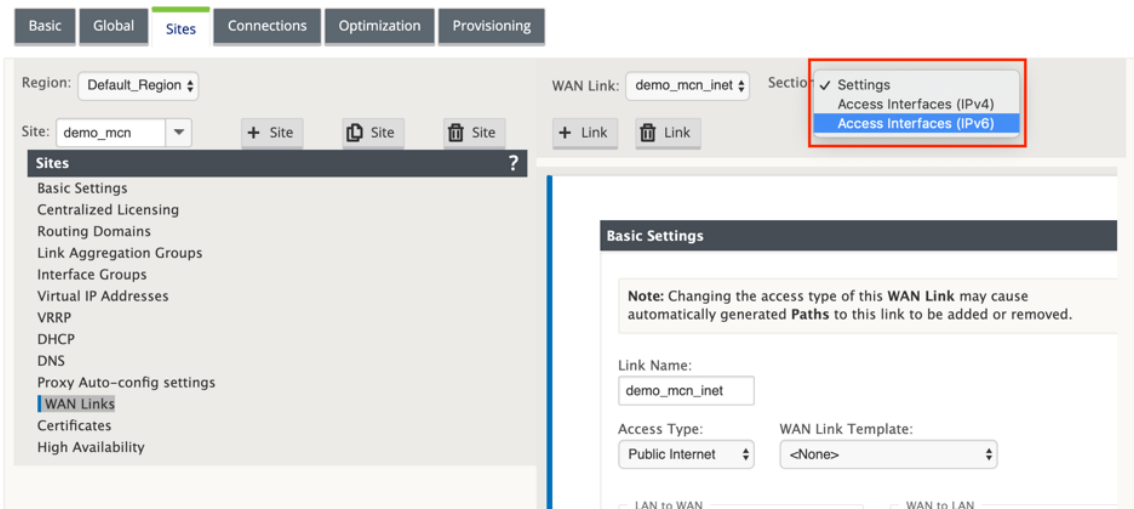 Basic Global Sites Connections Optimization Provisioning
Region: Default_Region WAN Link: demo_mcn_inet Section
✓ Settings
Access Interfaces (IPv4)
Access Interfaces (IPv6)
Site: demo_mcn + Site Site Site + Link Link
Sites ?
Basic Settings
Centralized Licensing
Routing Domains
Link Aggregation Groups
Interface Groups
Virtual IP Addresses
VRRP
DHCP
DNS
Proxy Auto-config settings
WAN Links
Certificates
High Availability
Basic Settings
Note: Changing the access type of this WAN Link may cause
automatically generated Paths to this link to be added or removed.
Link Name:
demo_mcn_inet
Access Type: WAN Link Template:
Public Internet <None>
LAN to WAN WAN to LAN